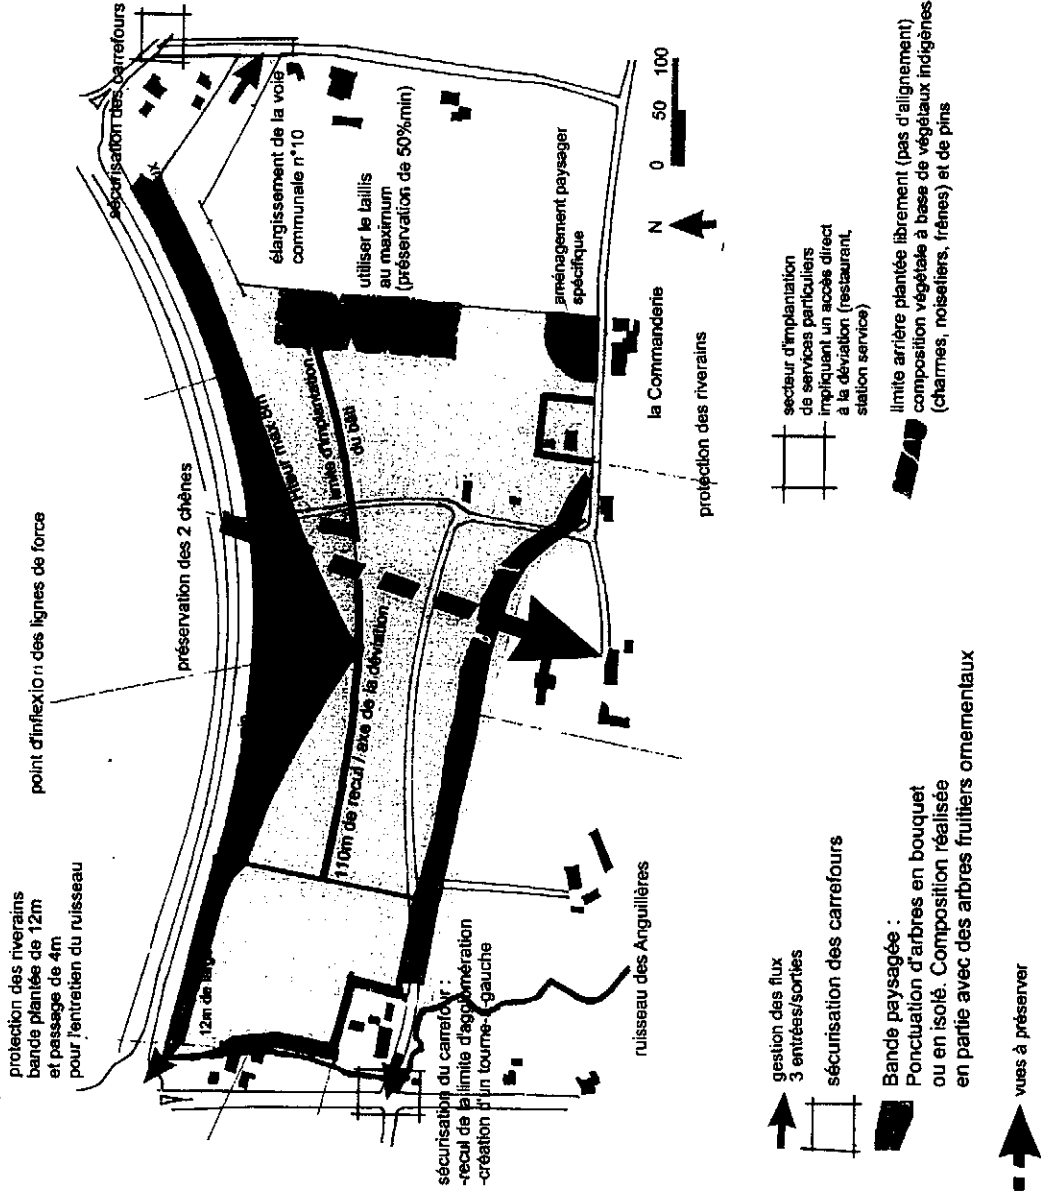 protection des riverains
bande plantée de 12m
et passage de 4m
pour l'entretien du ruisseau
point d'inflexion des lignes de force
préservation des 2 chênes
sécurisation des carrefours
élargissement de la voie
communale n°10
utiliser le taillis
au maximum
(préservation de 50%min)
aménagement paysager
spécifique
max 8m
limite d'implantation
du bâti
110m de recul / axe de la déviation
12m de large
sécurisation du carrefour :
-recul de la limite d'agglomération
-création d'un tourne-à-gauche
ruisseau des Anguillères
la Commanderie
protection des riverains
N
0 50 100
gestion des flux
3 entrées/sorties
sécurisation des carrefours
Bande paysagée :
Ponctuation d'arbres en bouquet
ou en isolé. Composition réalisée
en partie avec des arbres fruitiers ornementaux
vues à préserver
secteur d'implantation
de services particuliers
impliquant un accès direct
à la déviation (restaurant,
station service)
limite arrière plantée librement (pas d'alignement)
composition végétale à base de végétaux indigènes
(charmes, noisetiers, frênes) et de pins